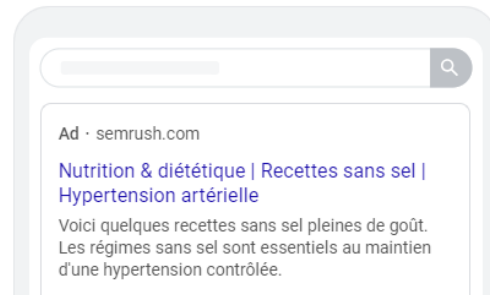 Ad · semrush.com
Nutrition & diététique | Recettes sans sel |
Hypertension artérielle
Voici quelques recettes sans sel pleines de goût.
Les régimes sans sel sont essentiels au maintien
d'une hypertension contrôlée.